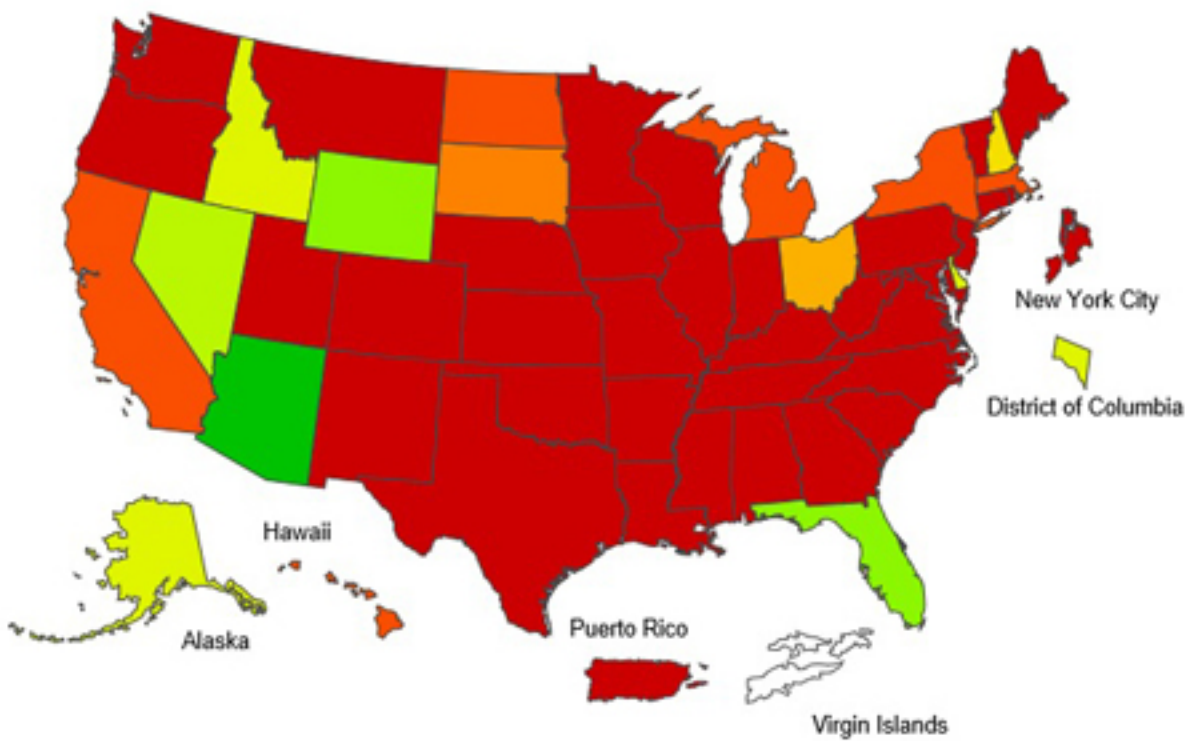 New York City
District of Columbia
Hawaii
Alaska
Puerto Rico
Virgin Islands